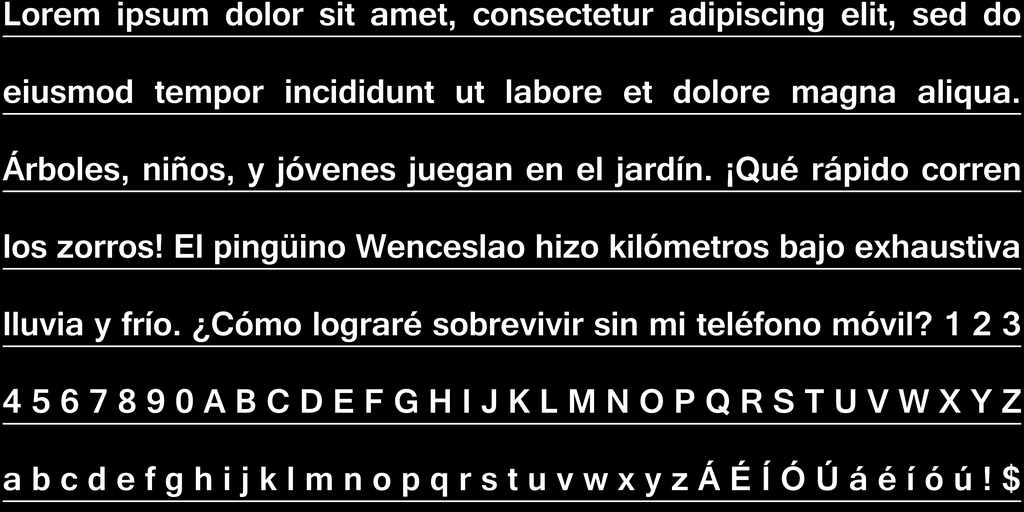 Lorem ipsum dolor sit amet, consectetur adipiscing elit, sed do
eiusmod tempor incididunt ut labore et dolore magna aliqua.
Árboles, niños, y jóvenes juegan en el jardín. ¡Qué rápido corren
los zorros! El pingüino Wenceslao hizo kilómetros bajo exhaustiva
lluvia y frío. ¿Cómo lograré sobrevivir sin mi teléfono móvil? 1 2 3
4 5 6 7 8 9 0 A B C D E F G H I J K L M N O P Q R S T U V W X Y Z
a b c d e f g h i j k l m n o p q r s t u v w x y z Á É Í Ó Ú á é í ó ú ! $